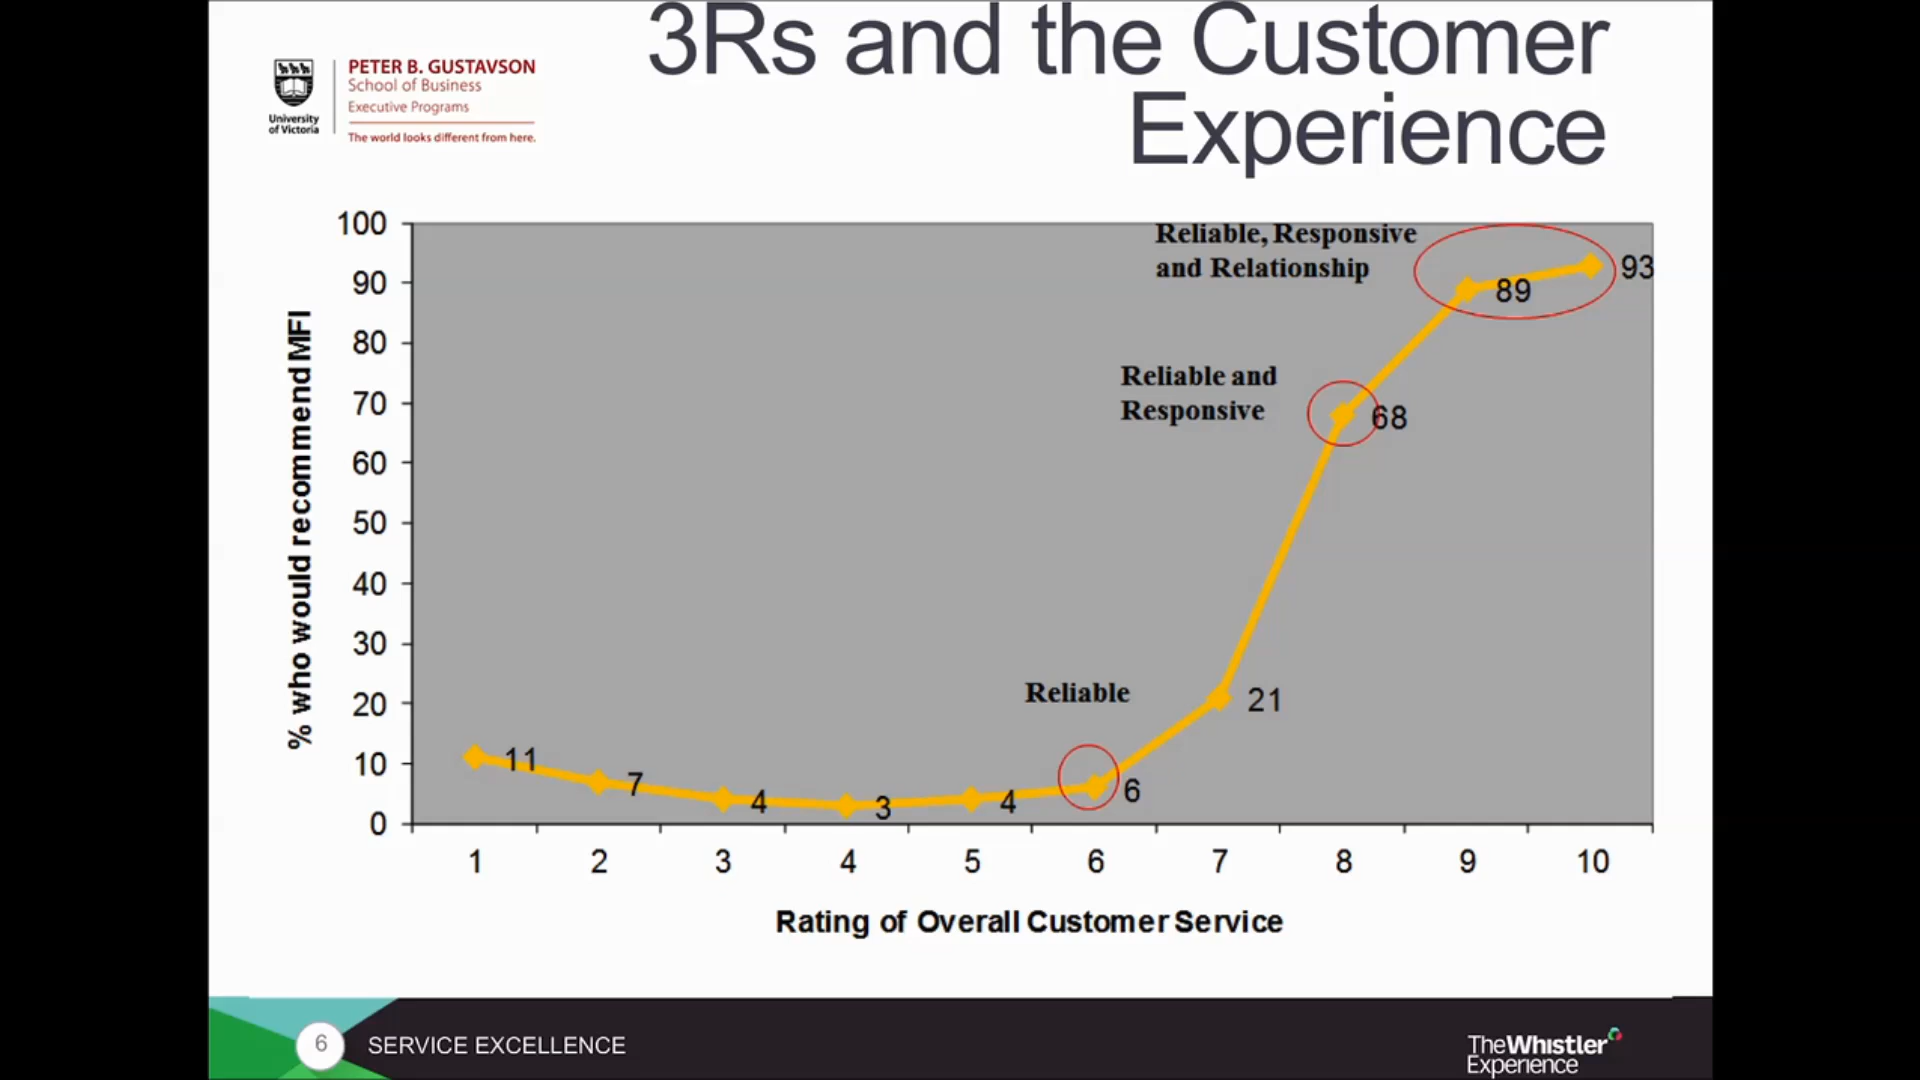 3Rs and the Customer
Experience
University
of Victoria
PETER B. GUSTAVSON
School of Business
Executive Programs
The world looks different from here.
% who would recommend MFI
100
90
80
70
60
50
40
30
20
10
0
Reliable, Responsive
and Relationship
93
89
Reliable and
Responsive
68
Reliable
21
11
7
4
3
4
6
1 2 3 4 5 6 7 8 9 10
Rating of Overall Customer Service
6
SERVICE EXCELLENCE
The Whistler
Experience